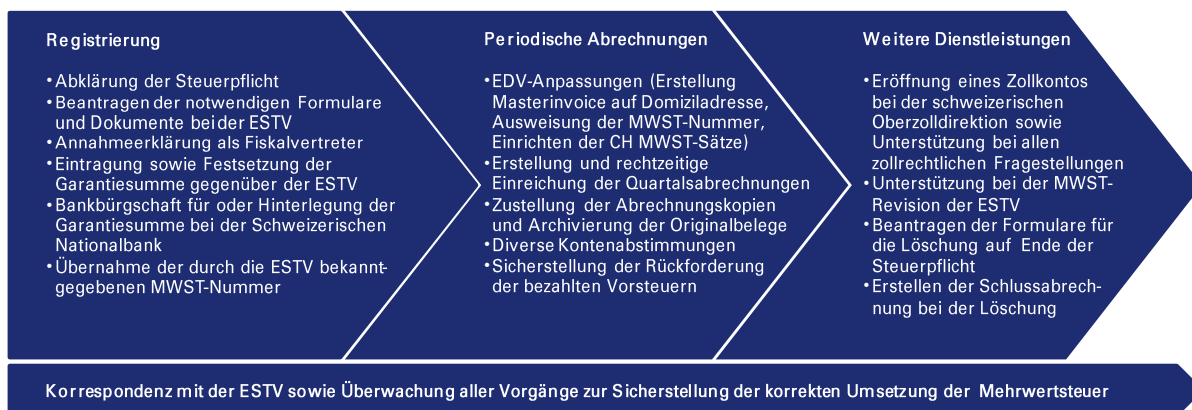 Registrierung
• Abklärung der Steuerpflicht
• Beantragen der notwendigen Formulare
und Dokumente bei der ESTV
• Annahmeerklärung als Fiskalvertreter
• Eintragung sowie Festsetzung der
Garantiesumme gegenüber der ESTV
• Bankbürgschaft für oder Hinterlegung der
Garantiesumme bei der Schweizerischen
Nationalbank
• Übernahme der durch die ESTV bekannt-
gegebenen MWST-Nummer
Periodische Abrechnungen
• EDV-Anpassungen (Erstellung
Masterinvoice auf Domiziladresse,
Ausweisung der MWST-Nummer,
Einrichten der CH MWST-Sätze)
• Erstellung und rechtzeitige
Einreichung der Quartalsabrechnungen
• Zustellung der Abrechnungskopien
und Archivierung der Originalbelege
• Diverse Kontenabstimmungen
• Sicherstellung der Rückforderung
der bezahlten Vorsteuern
Weitere Dienstleistungen
• Eröffnung eines Zollkontos
bei der schweizerischen
Oberzolldirektion sowie
Unterstützung bei allen
zollrechtlichen Fragestellungen
• Unterstützung bei der MWST-
Revision der ESTV
• Beantragen der Formulare für
die Löschung auf Ende der
Steuerpflicht
• Erstellen der Schlussabrech-
nung bei der Löschung
Korrespondenz mit der ESTV sowie Überwachung aller Vorgänge zur Sicherstellung der korrekten Umsetzung der Mehrwertsteuer